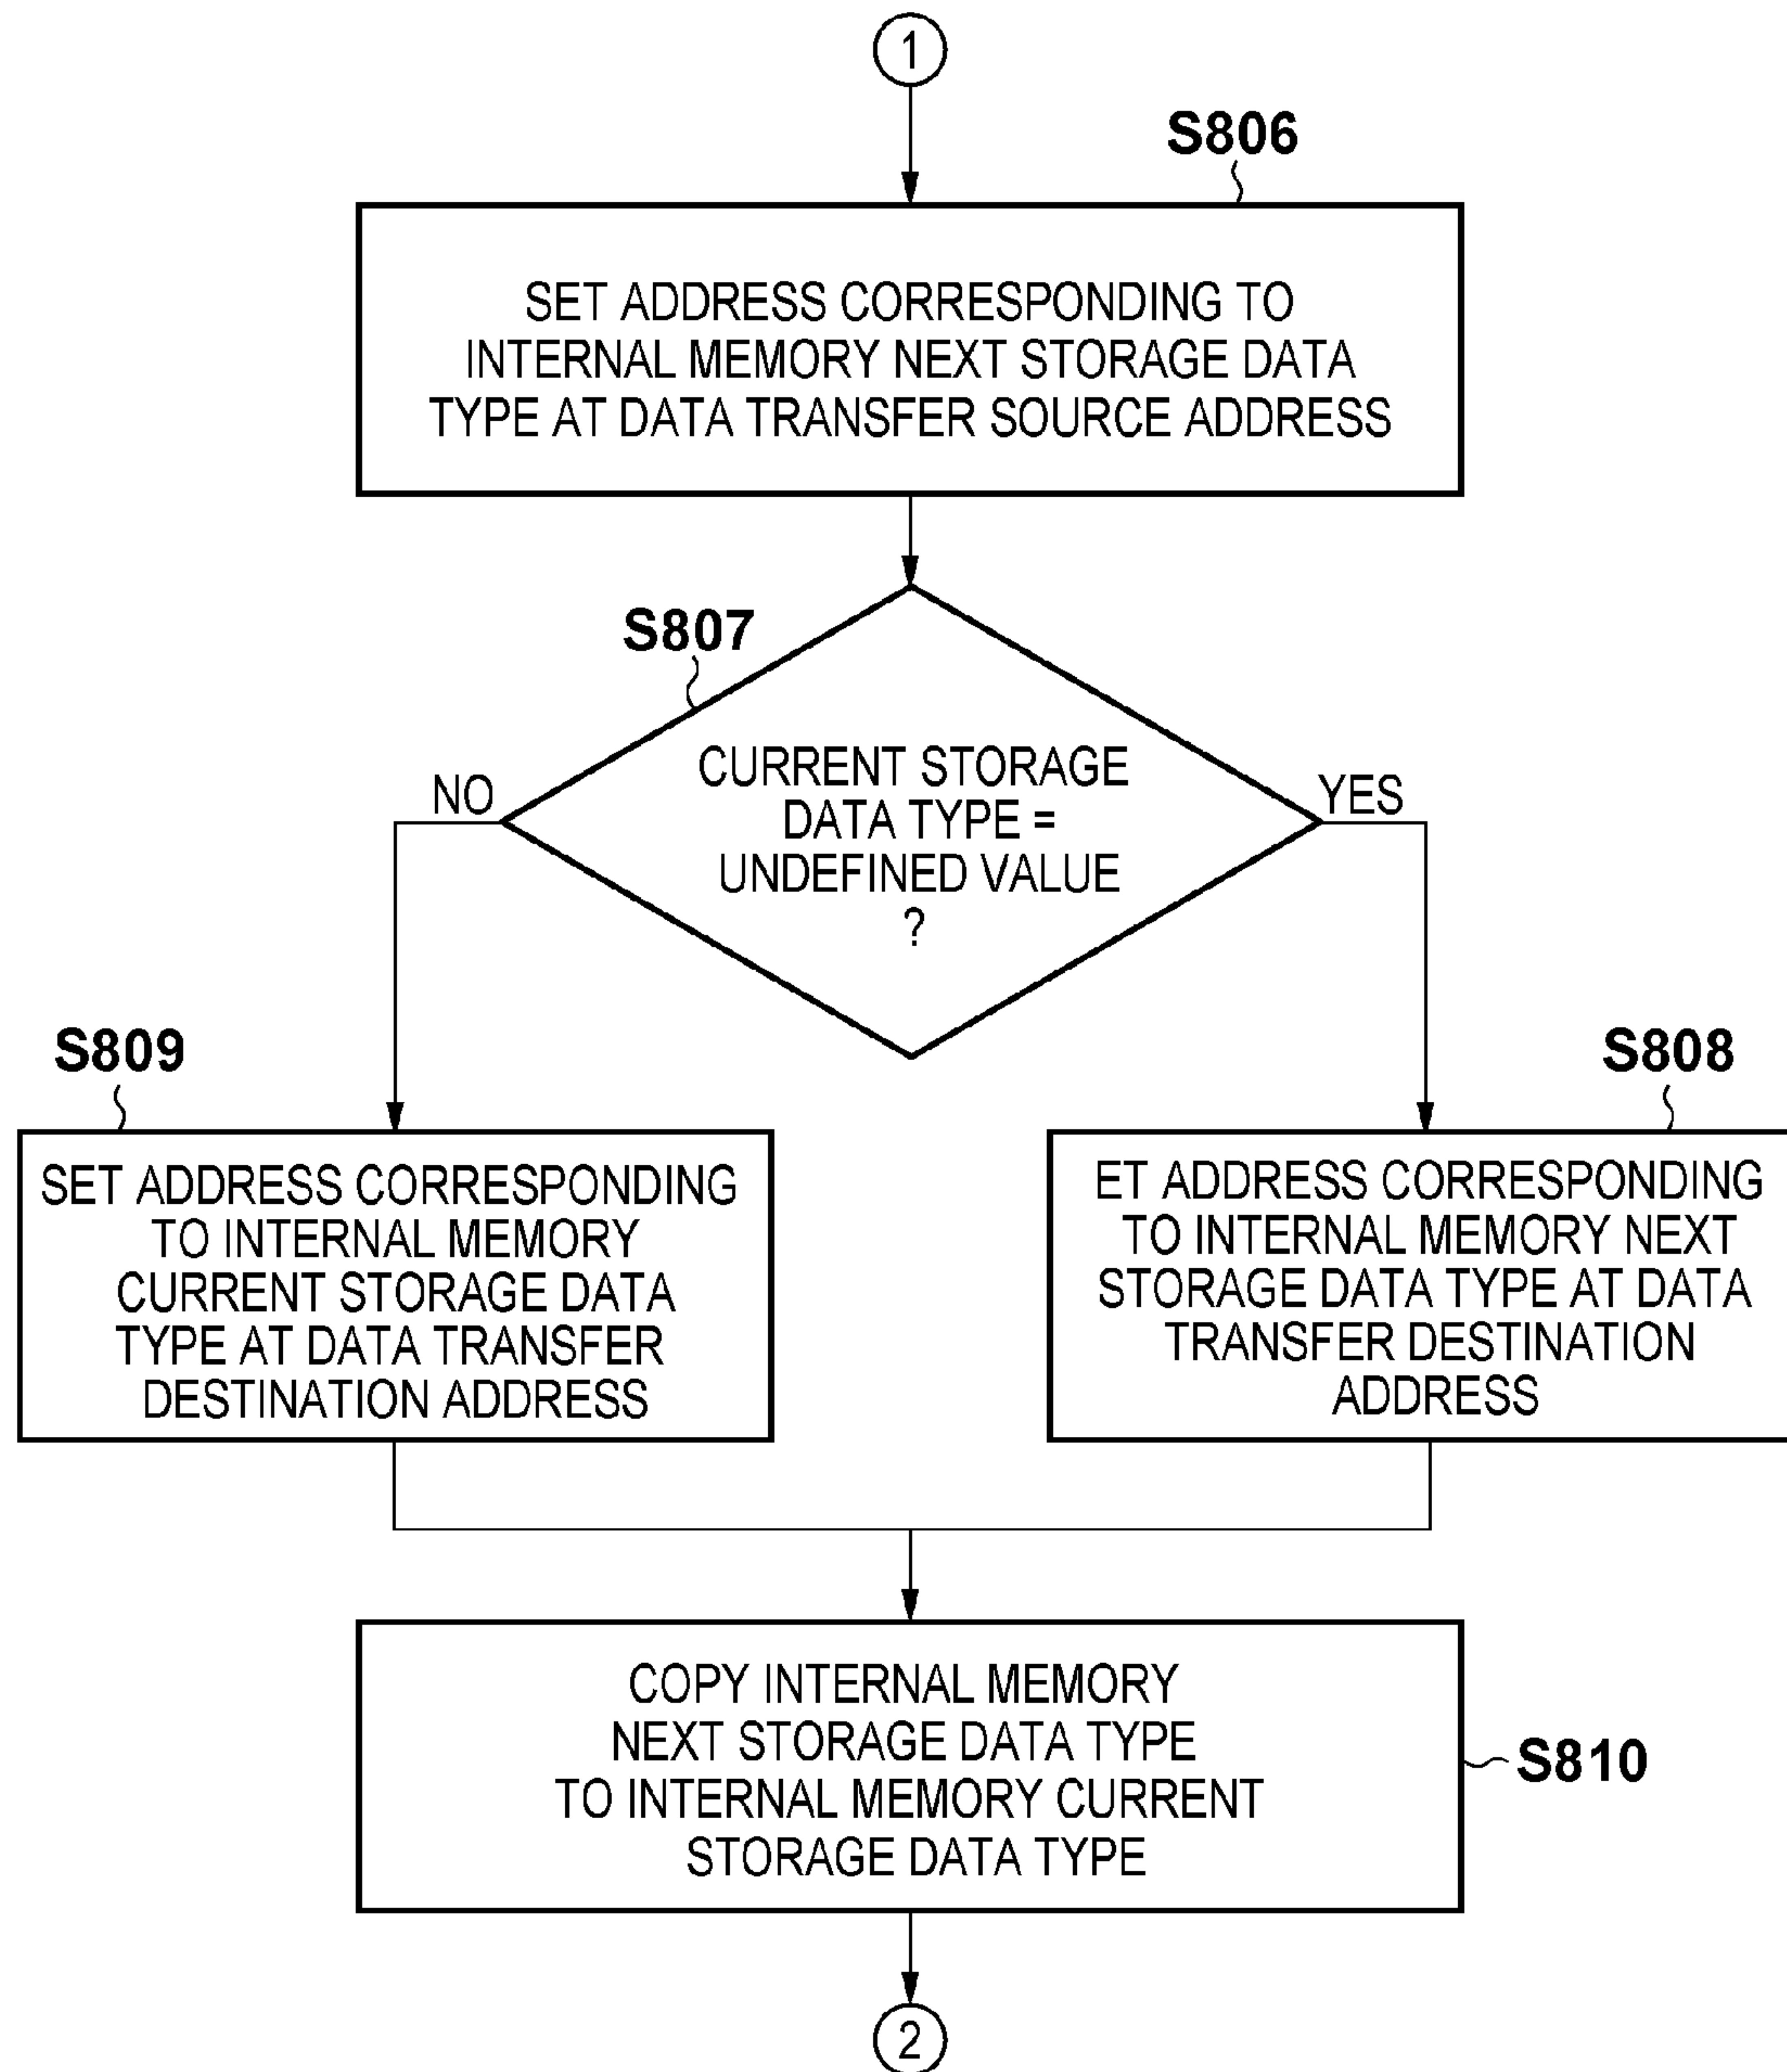 1
S806
SET ADDRESS CORRESPONDING TO
INTERNAL MEMORY NEXT STORAGE DATA
TYPE AT DATA TRANSFER SOURCE ADDRESS
S807
CURRENT STORAGE
DATA TYPE =
UNDEFINED VALUE
?
NO
YES
S809
SET ADDRESS CORRESPONDING
TO INTERNAL MEMORY
CURRENT STORAGE DATA
TYPE AT DATA TRANSFER
DESTINATION ADDRESS
S808
ET ADDRESS CORRESPONDING
TO INTERNAL MEMORY NEXT
STORAGE DATA TYPE AT DATA
TRANSFER DESTINATION
ADDRESS
COPY INTERNAL MEMORY
NEXT STORAGE DATA TYPE
TO INTERNAL MEMORY CURRENT
STORAGE DATA TYPE
S810
2